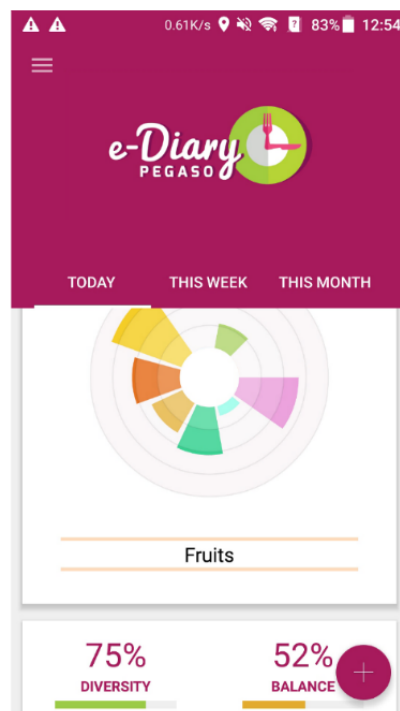 0.61K/s ? 83% 12:54
e-Diary
PEGASO
TODAY THIS WEEK THIS MONTH
Fruits
75% 52%
DIVERSITY BALANCE